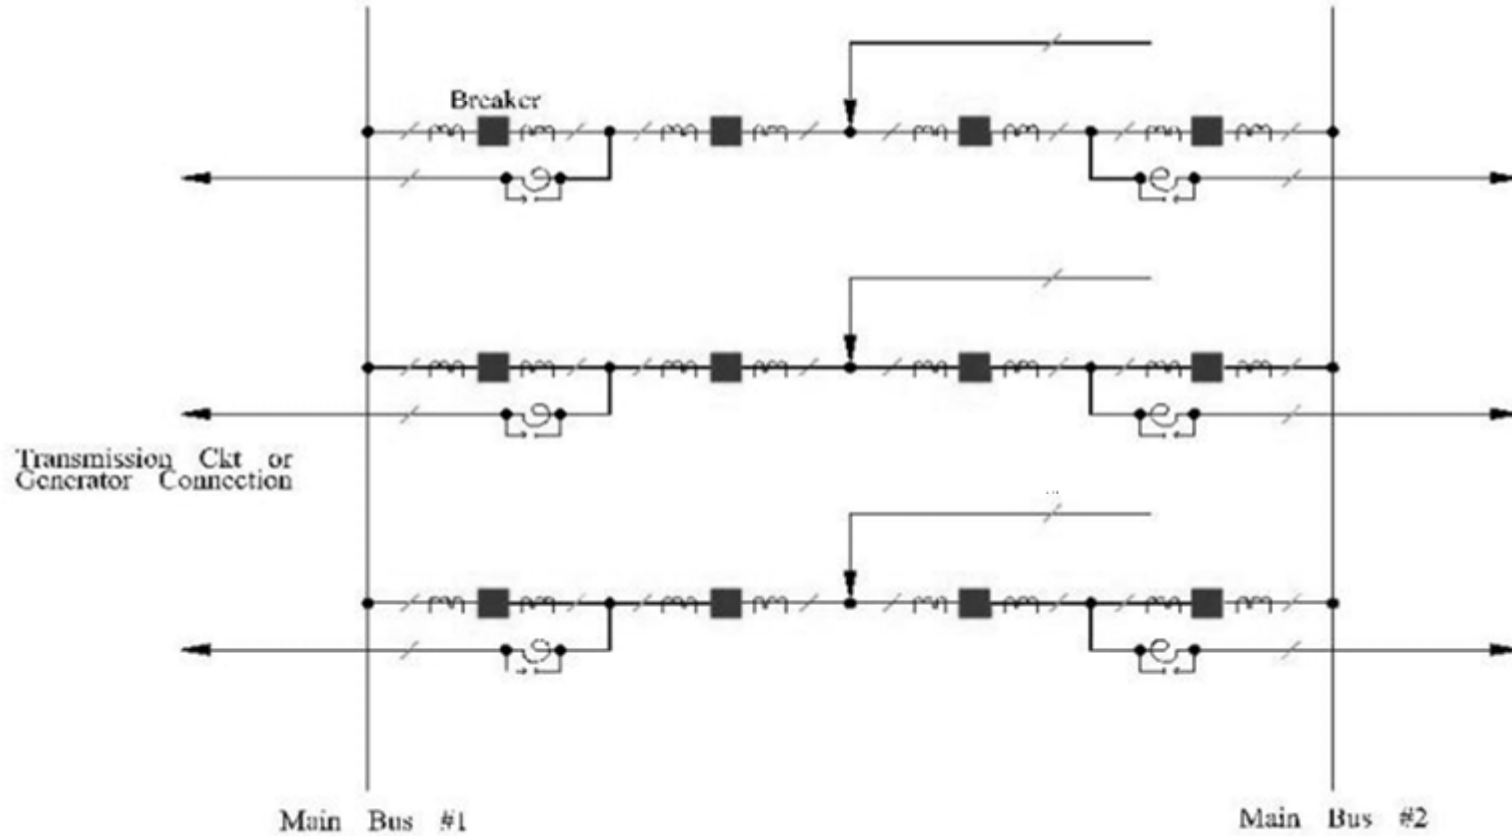 Breaker
Transmission Ckt or
Generator Connection
Main Bus #1
Main Bus #2